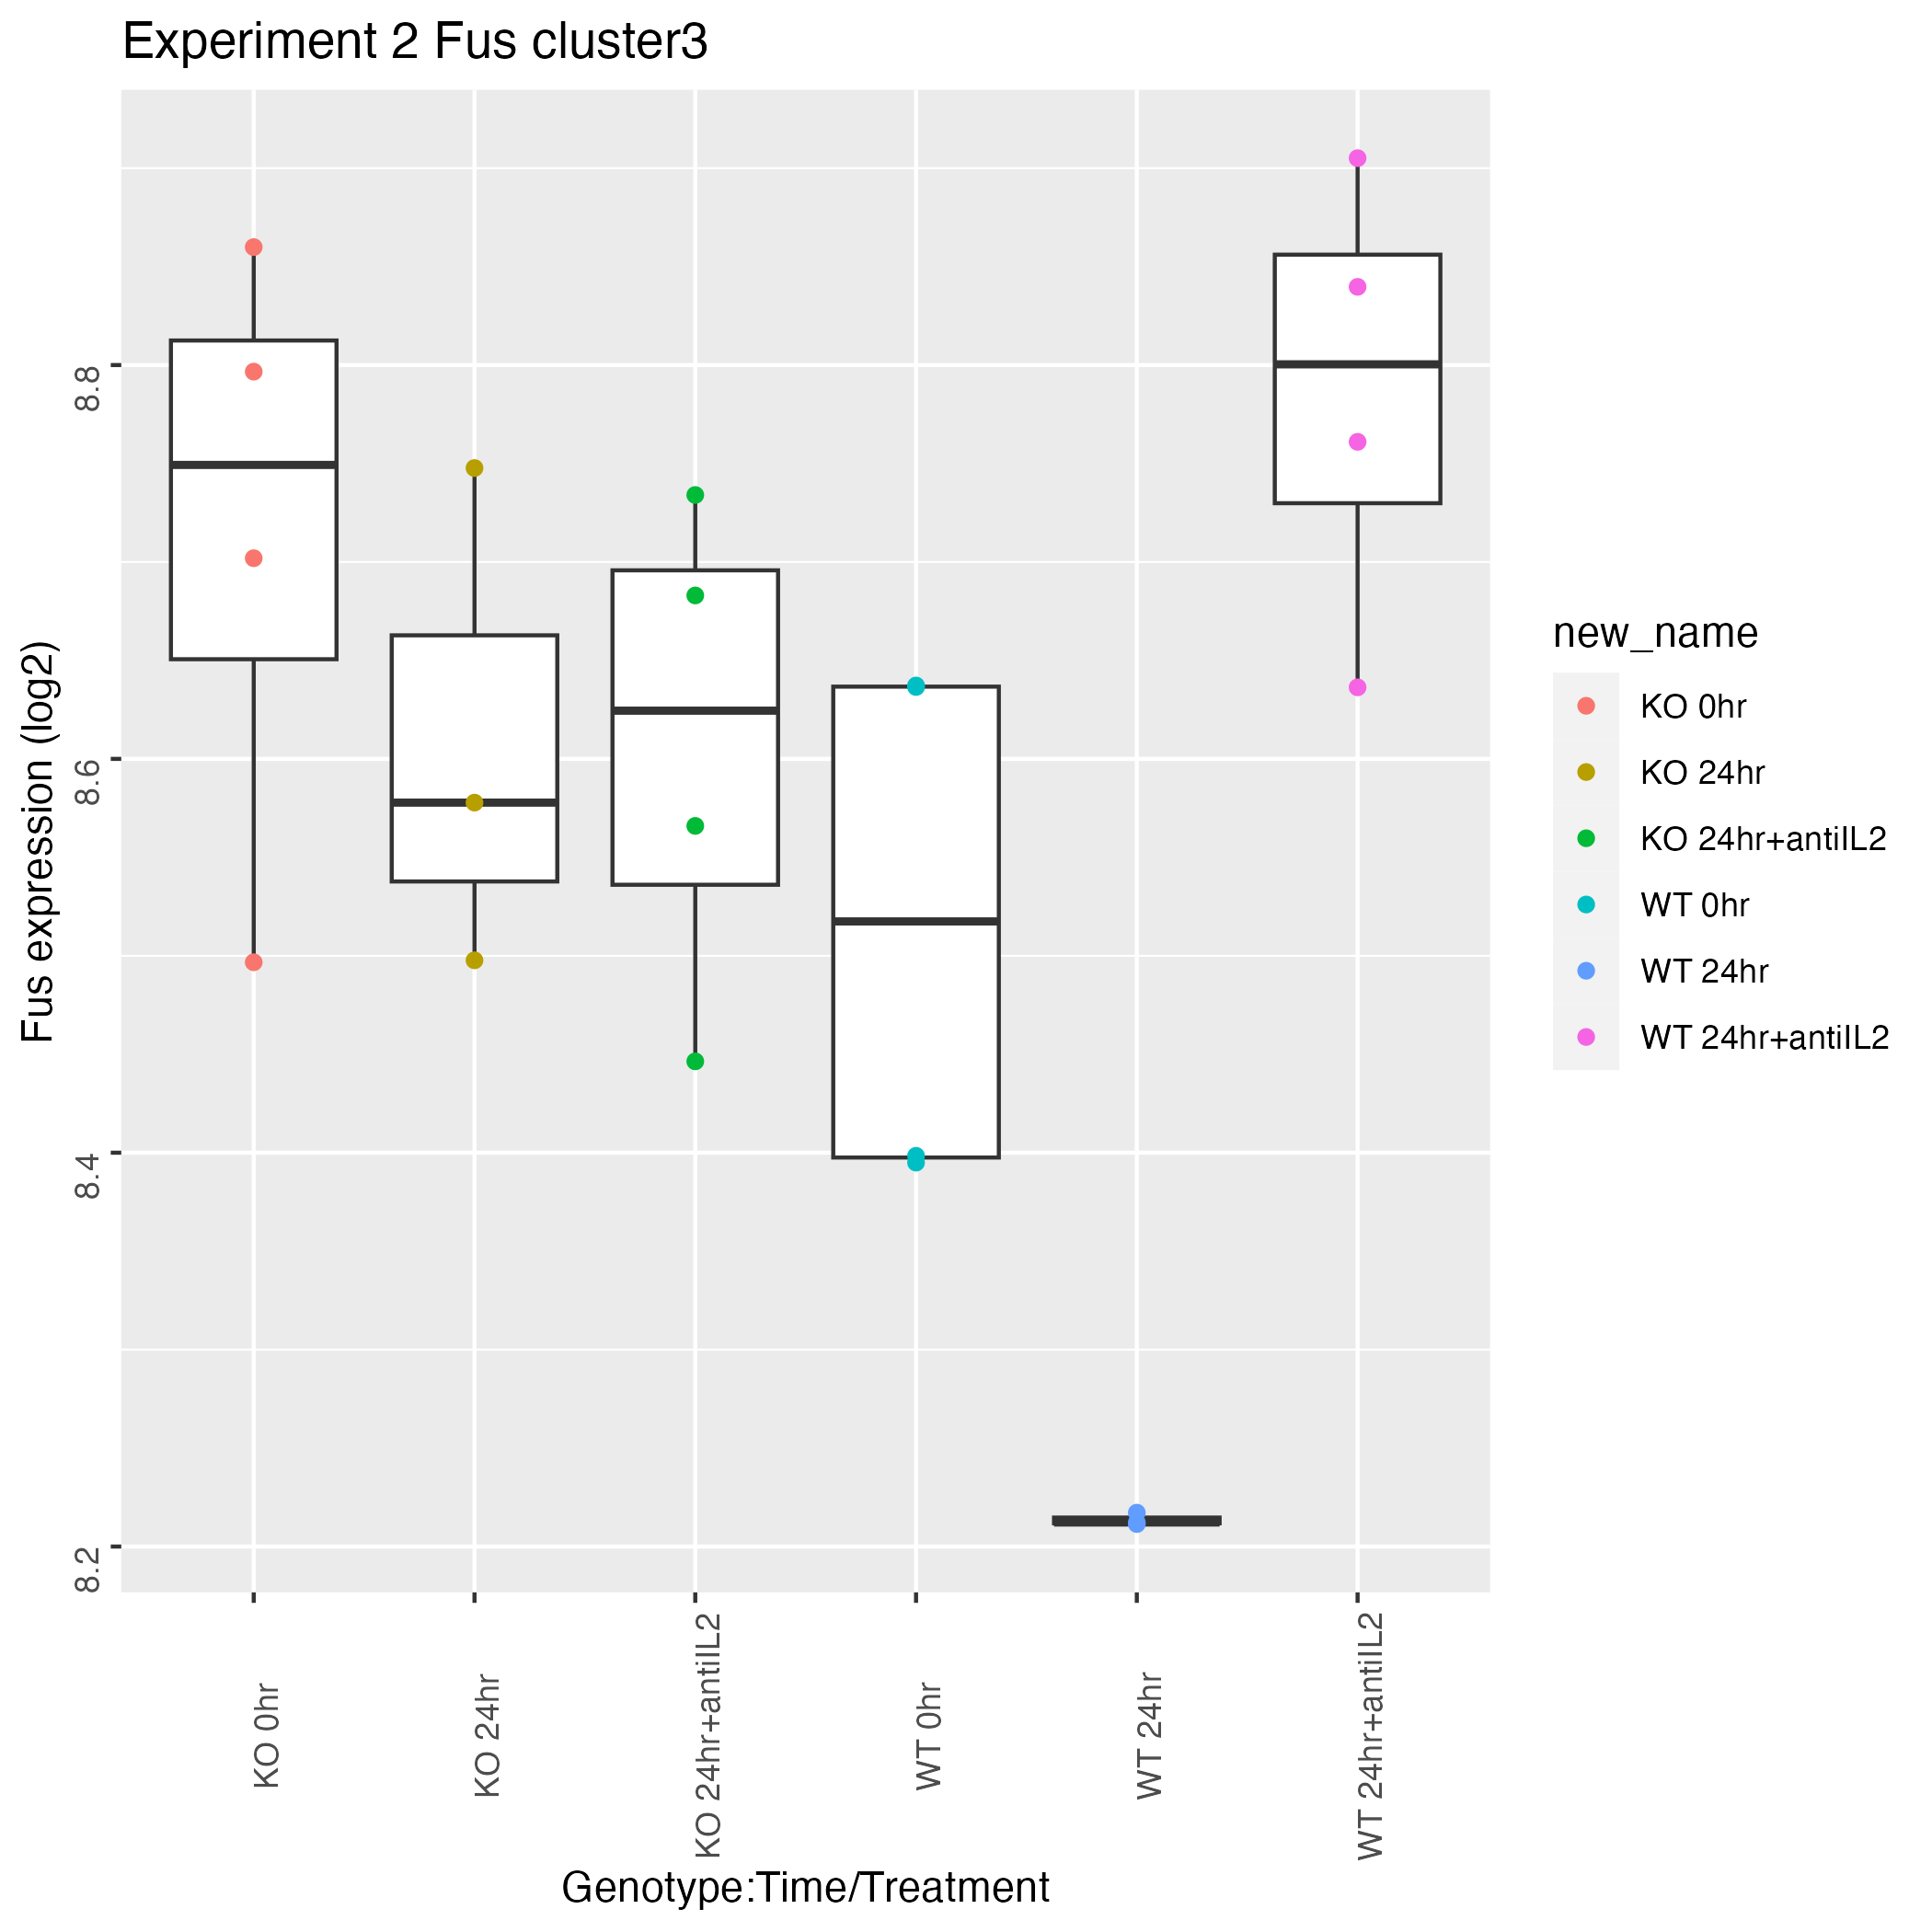 Experiment 2 Fus cluster3
Fus expression (log2)
8.8
8.6
8.4
8.2
KO 0hr
KO 24hr
KO 24hr+antiIL2
WT 0hr
WT 24hr
WT 24hr+antiIL2
Genotype:Time/Treatment
new_name
KO 0hr
KO 24hr
KO 24hr+antiIL2
WT 0hr
WT 24hr
WT 24hr+antiIL2